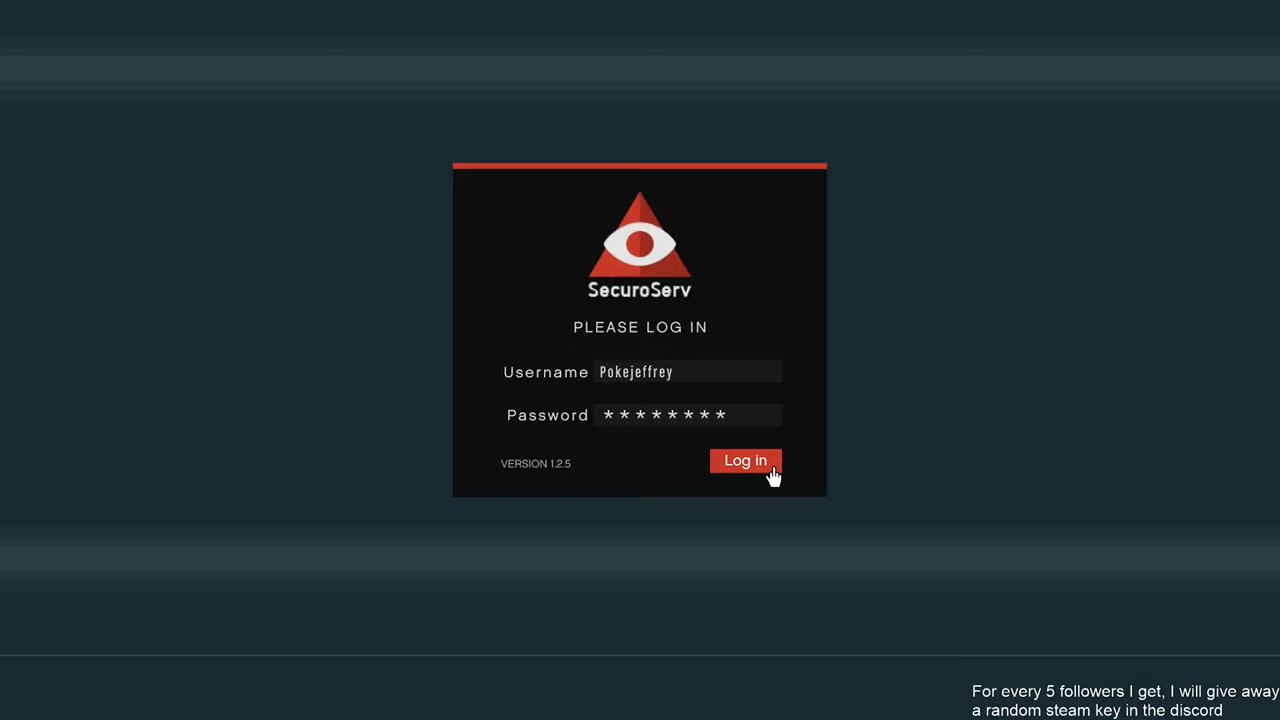 SecuroServ
PLEASE LOG IN
Username Pokejeffrey
Password ********
VERSION 1.2.5 Log in
For every 5 followers I get, I will give away
a random steam key in the discord